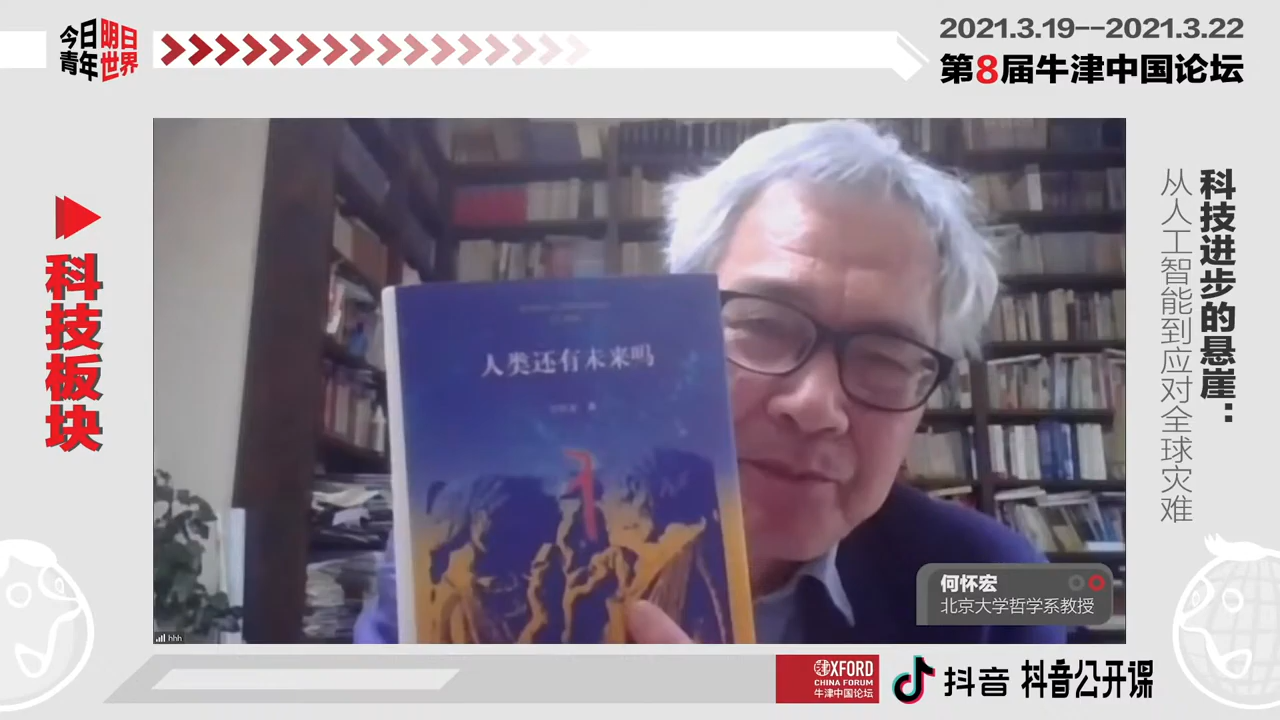 今日明日
青年世界
2021.3.19--2021.3.22
第8届牛津中国论坛
科技板块
科技进步的悬崖：
从人工智能到应对全球灾难
人类还有未来吗
何怀宏
北京大学哲学系教授
hhh
OXFORD
CHINA FORUM
牛津中国论坛
抖音 抖音公开课